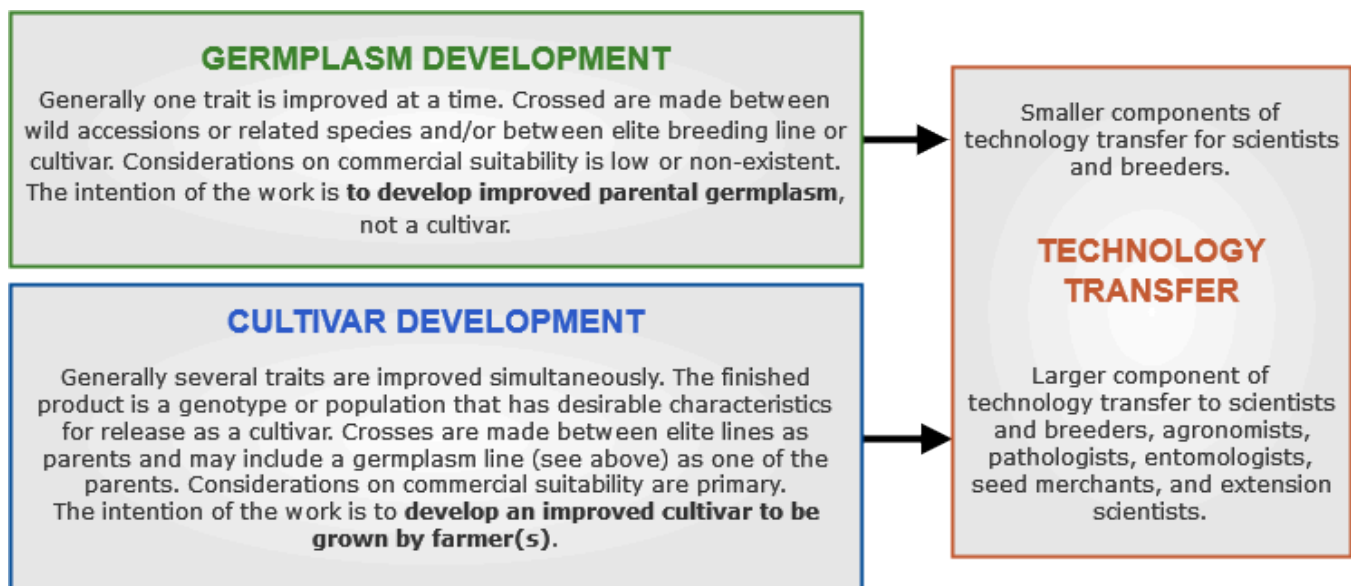 GERMPLASM DEVELOPMENT
Generally one trait is improved at a time. Crossed are made between
wild accessions or related species and/or between elite breeding line or
cultivar. Considerations on commercial suitability is low or non-existent.
The intention of the work is to develop improved parental germplasm,
not a cultivar.
CULTIVAR DEVELOPMENT
Generally several traits are improved simultaneously. The finished
product is a genotype or population that has desirable characteristics
for release as a cultivar. Crosses are made between elite lines as
parents and may include a germplasm line (see above) as one of the
parents. Considerations on commercial suitability are primary.
The intention of the work is to develop an improved cultivar to be
grown by farmer(s).
Smaller components of
technology transfer for scientists
and breeders.
TECHNOLOGY
TRANSFER
Larger component of
technology transfer to scientists
and breeders, agronomists,
pathologists, entomologists,
seed merchants, and extension
scientists.